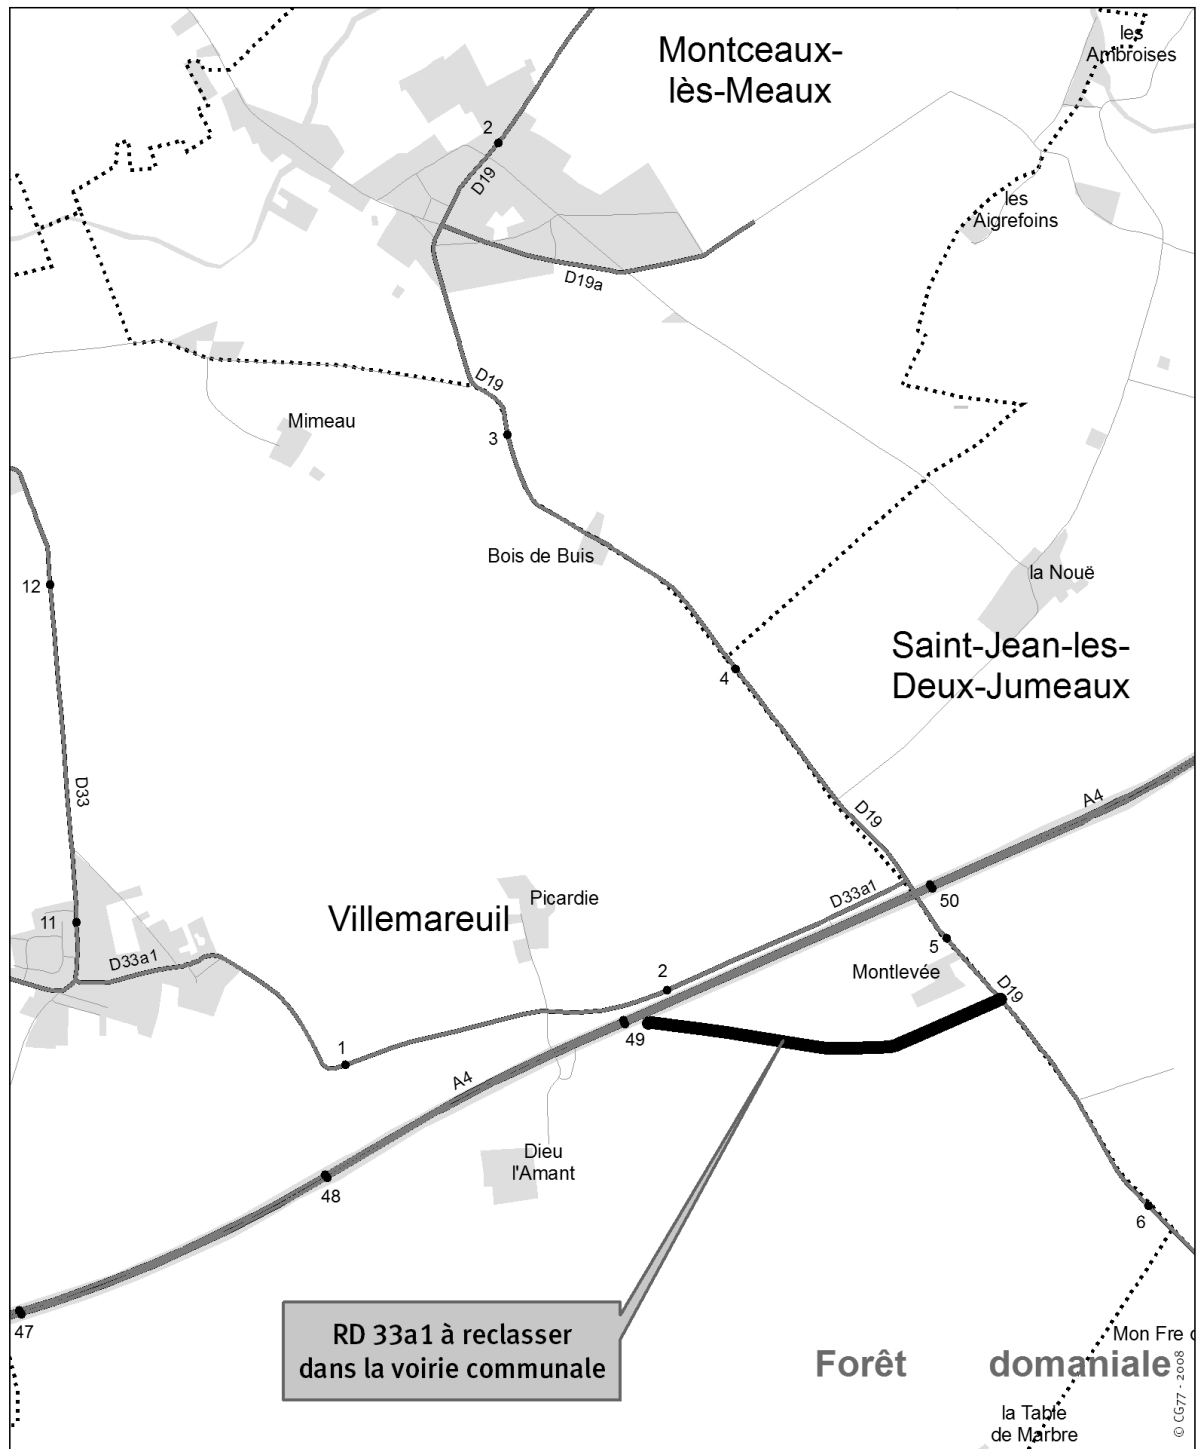 Montceaux-
lès-Meaux
les
Ambroises
2
D19
les
Aigrefoins
D19a
D19
Mimeau
3
Bois de Buis
12
la Nouë
Saint-Jean-les-
Deux-Jumeaux
4
D33
A4
D19
D33a1
50
Picardie
Villemareuil
11
5
D33a1
Montlevée
2
D19
49
1
A4
Dieu
l'Amant
48
6
47
RD 33a1 à reclasser
dans la voirie communale
Mon Fre
Forêt domaniale
la Table
de Marbre
© CG77 - 2008